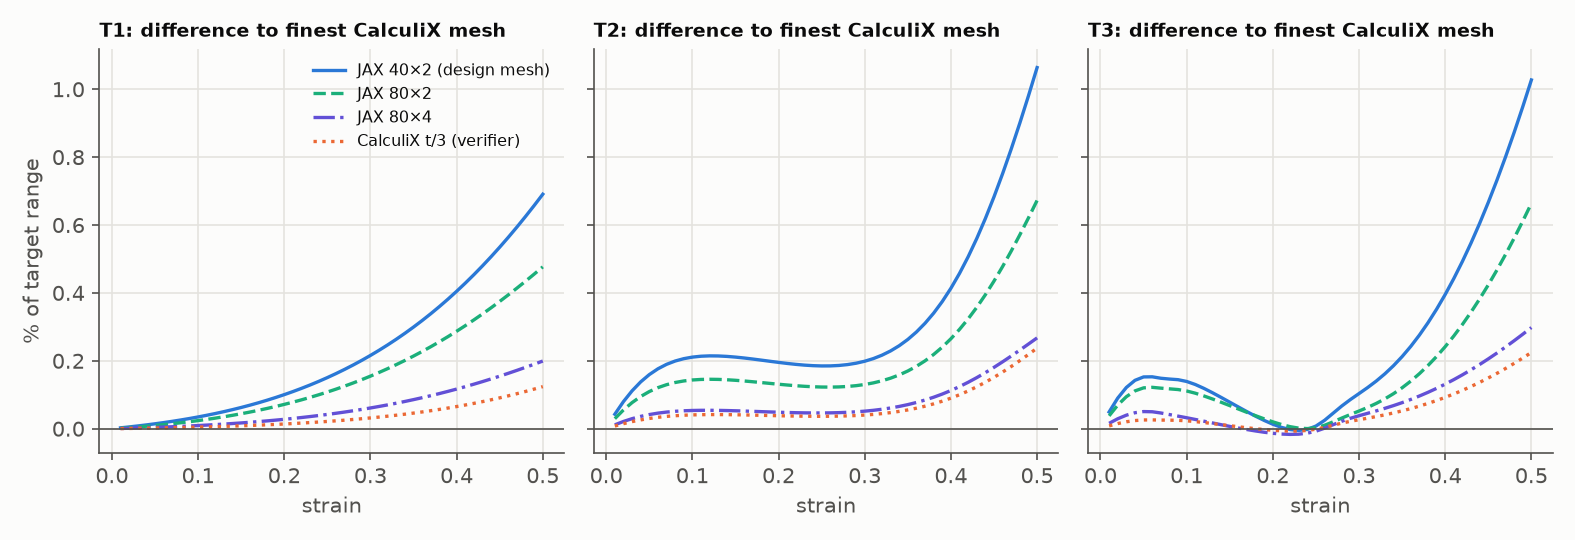 T1: difference to finest CalculiX mesh
T2: difference to finest CalculiX mesh
T3: difference to finest CalculiX mesh
JAX 40×2 (design mesh)
JAX 80×2
JAX 80×4
CalculiX t/3 (verifier)
% of target range
1.0
0.8
0.6
0.4
0.2
0.0
0.0 0.1 0.2 0.3 0.4 0.5
0.0 0.1 0.2 0.3 0.4 0.5
0.0 0.1 0.2 0.3 0.4 0.5
strain
strain
strain